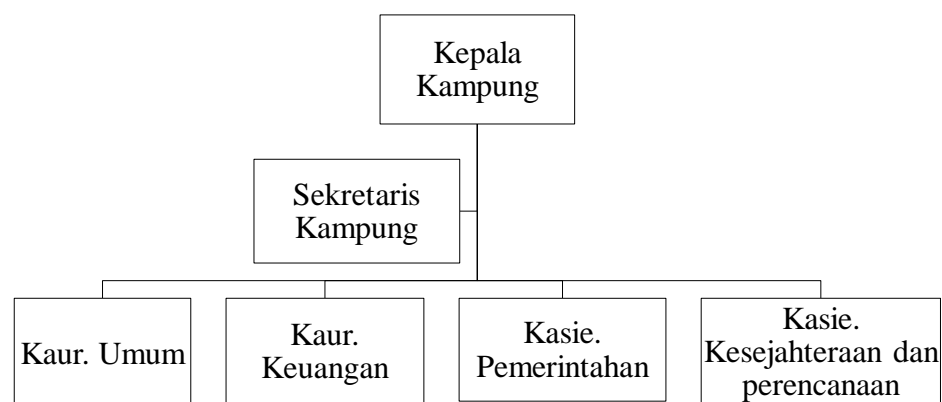 Kepala
Kampung
Sekretaris
Kampung
Kaur. Umum
Kaur.
Keuangan
Kasie.
Pemerintahan
Kasie.
Kesejahteraan dan
perencanaan